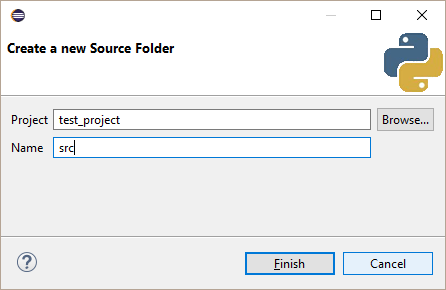 Create a new Source Folder
Project test_project Browse...
Name src
? Finish Cancel